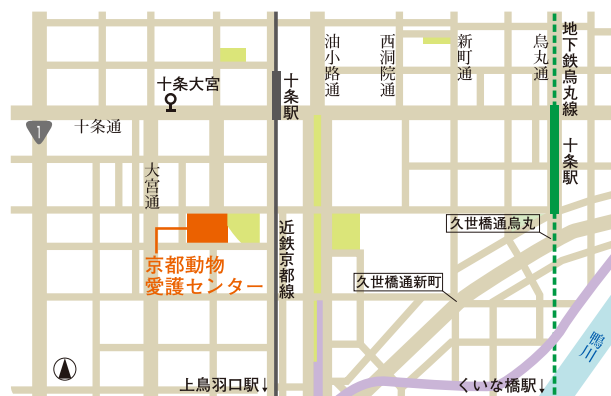 油小路通
西洞院通
新町通
烏丸通
地下鉄烏丸線
十条駅
十条大宮
十条駅
1
十条通
大宮通
久世橋通烏丸
近鉄京都線
京都動物
愛護センター
久世橋通新町
鴨川
上鳥羽口駅↓
くいな橋駅↓